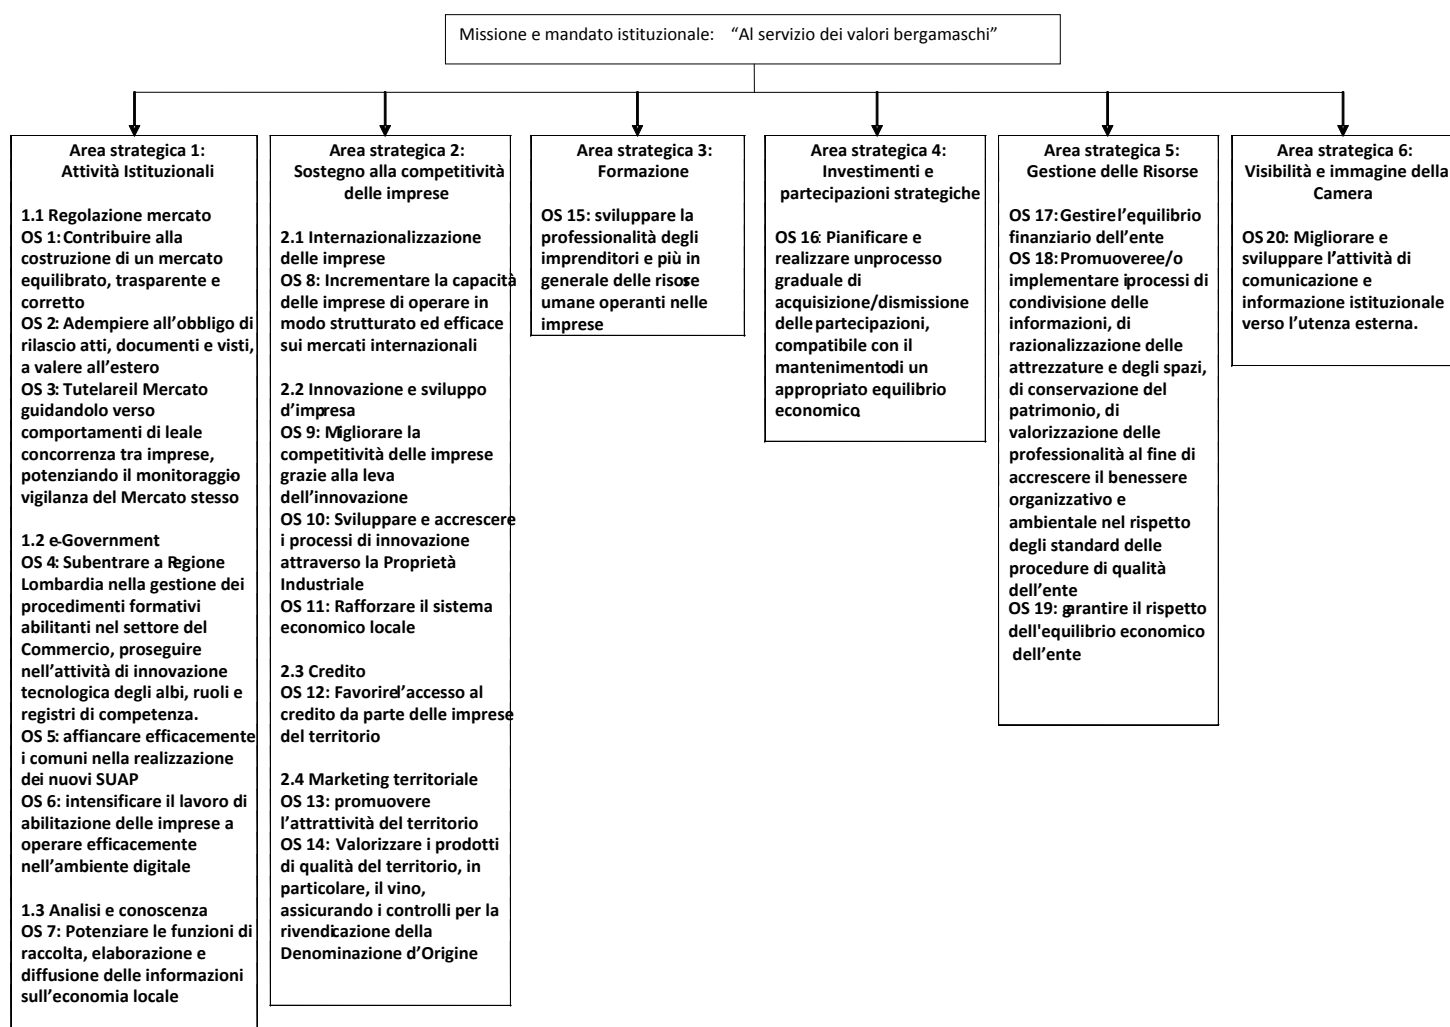 Missione e mandato istituzionale: “Al servizio dei valori bergamaschi”
Area strategica 1:
Attività Istituzionali
1.1 Regolazione mercato
OS 1: Contribuire alla
costruzione di un mercato
equilibrato, trasparente e
corretto
OS 2: Adempiere all’obbligo di
rilascio atti, documenti e visti,
a valere all’estero
OS 3: Tutelare il Mercato
guidandolo verso
comportamenti di leale
concorrenza tra imprese,
potenziando il monitoraggio-
vigilanza del Mercato stesso
1.2 e-Government
OS 4: Subentrare a Regione
Lombardia nella gestione dei
procedimenti formativi
abilitanti nel settore del
Commercio, proseguire
nell’attività di innovazione
tecnologica degli albi, ruoli e
registri di competenza.
OS 5: affiancare efficacemente
i comuni nella realizzazione
dei nuovi SUAP
OS 6: intensificare il lavoro di
abilitazione delle imprese a
operare efficacemente
nell’ambiente digitale
1.3 Analisi e conoscenza
OS 7: Potenziare le funzioni di
raccolta, elaborazione e
diffusione delle informazioni
sull’economia locale
Area strategica 2:
Sostegno alla competitività
delle imprese
2.1 Internazionalizzazione
delle imprese
OS 8: Incrementare la capacità
delle imprese di operare in
modo strutturato ed efficace
sui mercati internazionali
2.2 Innovazione e sviluppo
d’impresa
OS 9: Migliorare la
competitività delle imprese
grazie alla leva
dell’innovazione
OS 10: Sviluppare e accrescere
i processi di innovazione
attraverso la Proprietà
Industriale
OS 11: Rafforzare il sistema
economico locale
2.3 Credito
OS 12: Favorire l’accesso al
credito da parte delle imprese
del territorio
2.4 Marketing territoriale
OS 13: promuovere
l’attrattività del territorio
OS 14: Valorizzare i prodotti
di qualità del territorio, in
particolare, il vino,
assicurando i controlli per la
rivendicazione della
Denominazione d’Origine
Area strategica 3:
Formazione
OS 15: sviluppare la
professionalità degli
imprenditori e più in
generale delle risorse
umane operanti nelle
imprese
Area strategica 4:
Investimenti e
partecipazioni strategiche
OS 16: Pianificare e
realizzare un processo
graduale di
acquisizione/dismissione
delle partecipazioni,
compatibile con il
mantenimento di un
appropriato equilibrio
economico.
Area strategica 5:
Gestione delle Risorse
OS 17: Gestire l’equilibrio
finanziario dell’ente
OS 18: Promuovere e/o
implementare i processi di
condivisione delle
informazioni, di
razionalizzazione delle
attrezzature e degli spazi,
di conservazione del
patrimonio, di
valorizzazione delle
professionalità al fine di
accrescere il benessere
organizzativo e
ambientale nel rispetto
degli standard delle
procedure di qualità
dell’ente
OS 19: garantire il rispetto
dell'equilibrio economico
dell’ente
Area strategica 6:
Visibilità e immagine della
Camera
OS 20: Migliorare e
sviluppare l’attività di
comunicazione e
informazione istituzionale
verso l’utenza esterna.